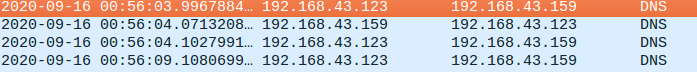 2020-09-16 00:56:03.9967884… 192.168.43.123 192.168.43.159 DNS
2020-09-16 00:56:04.0713208… 192.168.43.159 192.168.43.123 DNS
2020-09-16 00:56:04.1027991… 192.168.43.123 192.168.43.159 DNS
2020-09-16 00:56:09.1080699… 192.168.43.123 192.168.43.159 DNS